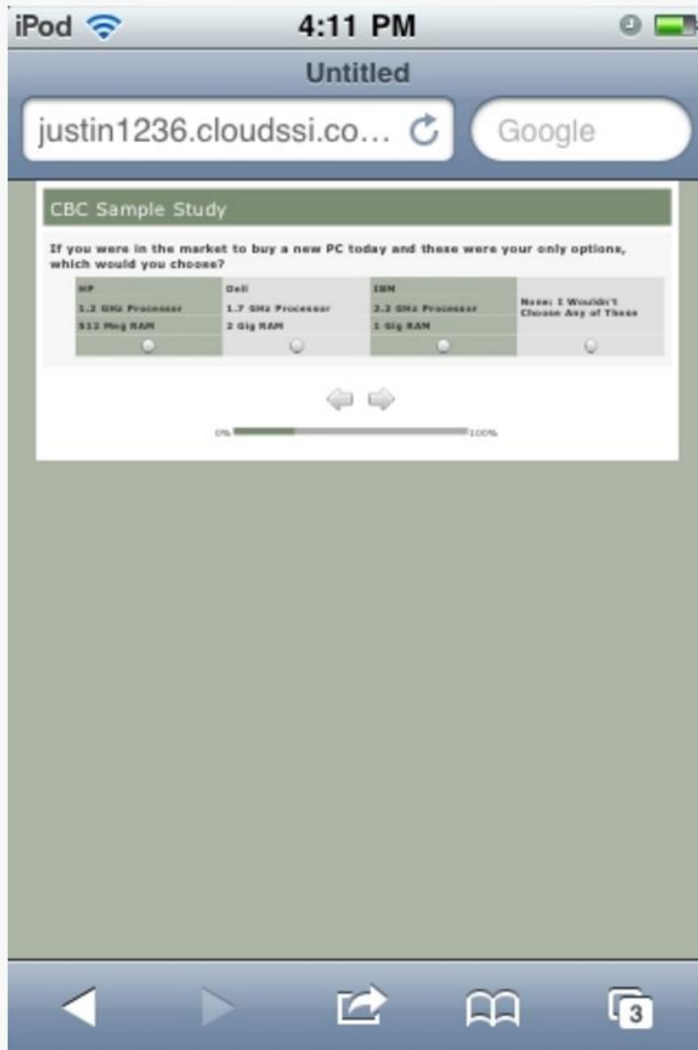 iPod 4:11 PM
Untitled
justin1236.cloudssi.co... Google
CBC Sample Study
If you were in the market to buy a new PC today and these were your only options,
which would you choose?
HP Dell IBM
1.2 GHz Processor 1.7 GHz Processor 2.2 GHz Processor
512 Meg RAM 2 Gig RAM 1 Gig RAM
None: I Wouldn't
Choose Any of These
0% 100%
3